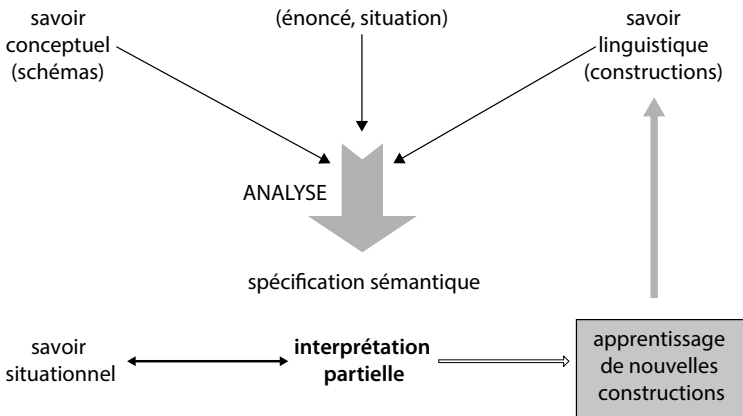 savoir
conceptuel
(schémas)
(énoncé, situation)
savoir
linguistique
(constructions)
ANALYSE
spécification sémantique
savoir
situationnel
interprétation
partielle
apprentissage
de nouvelles
constructions